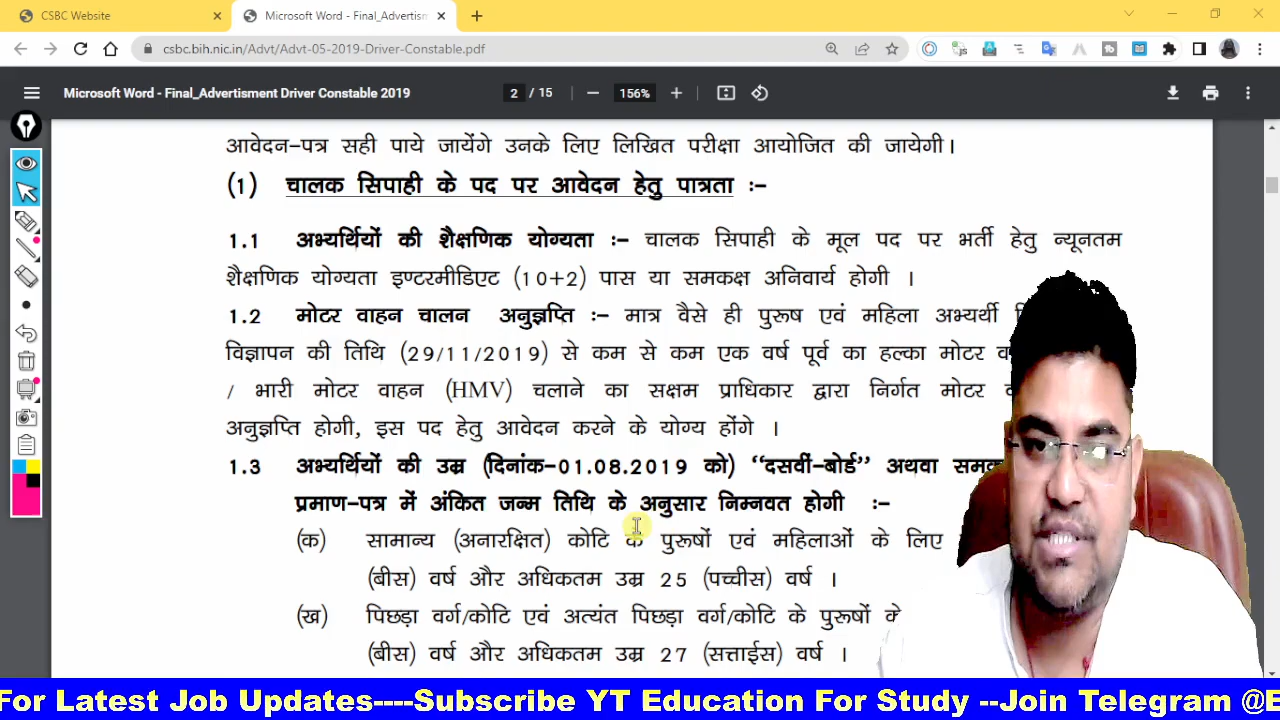 CSBC Website
Microsoft Word - Final_Advertism
csbc.bih.nic.in/Advt/Advt-05-2019-Driver-Constable.pdf
Microsoft Word - Final_Advertisment Driver Constable 2019
2 / 15
156%
आवेदन-पत्र सही पाये जायेंगे उनके लिए लिखित परीक्षा आयोजित की जायेगी।
(1) चालक सिपाही के पद पर आवेदन हेतु पात्रता :-
1.1 अभ्यर्थियों की शैक्षणिक योग्यता :- चालक सिपाही के मूल पद पर भर्ती हेतु न्यूनतम
शैक्षणिक योग्यता इण्टरमीडिएट (10+2) पास या समकक्ष अनिवार्य होगी ।
1.2 मोटर वाहन चालन अनुज्ञप्ति :- मात्र वैसे ही पुरूष एवं महिला अभ्यर्थी
विज्ञापन की तिथि (29/11/2019) से कम से कम एक वर्ष पूर्व का हल्का मोटर
/ भारी मोटर वाहन (HMV) चलाने का सक्षम प्राधिकार द्वारा निर्गत मोटर
अनुज्ञप्ति होगी, इस पद हेतु आवेदन करने के योग्य होंगे ।
1.3 अभ्यर्थियों की उम्र (दिनांक-01.08.2019 को) “दसवीं-बोर्ड” अथवा
प्रमाण-पत्र में अंकित जन्म तिथि के अनुसार निम्नवत होगी :-
(क) सामान्य (अनारक्षित) कोटि के पुरूषों एवं महिलाओं के लिए
(बीस) वर्ष और अधिकतम उम्र 25 (पच्चीस) वर्ष ।
(ख) पिछड़ा वर्ग/कोटि एवं अत्यंत पिछड़ा वर्ग/कोटि के पुरूषों
(बीस) वर्ष और अधिकतम उम्र 27 (सत्ताईस) वर्ष ।
For Latest Job Updates----Subscribe YT Education For Study --Join Telegram @E